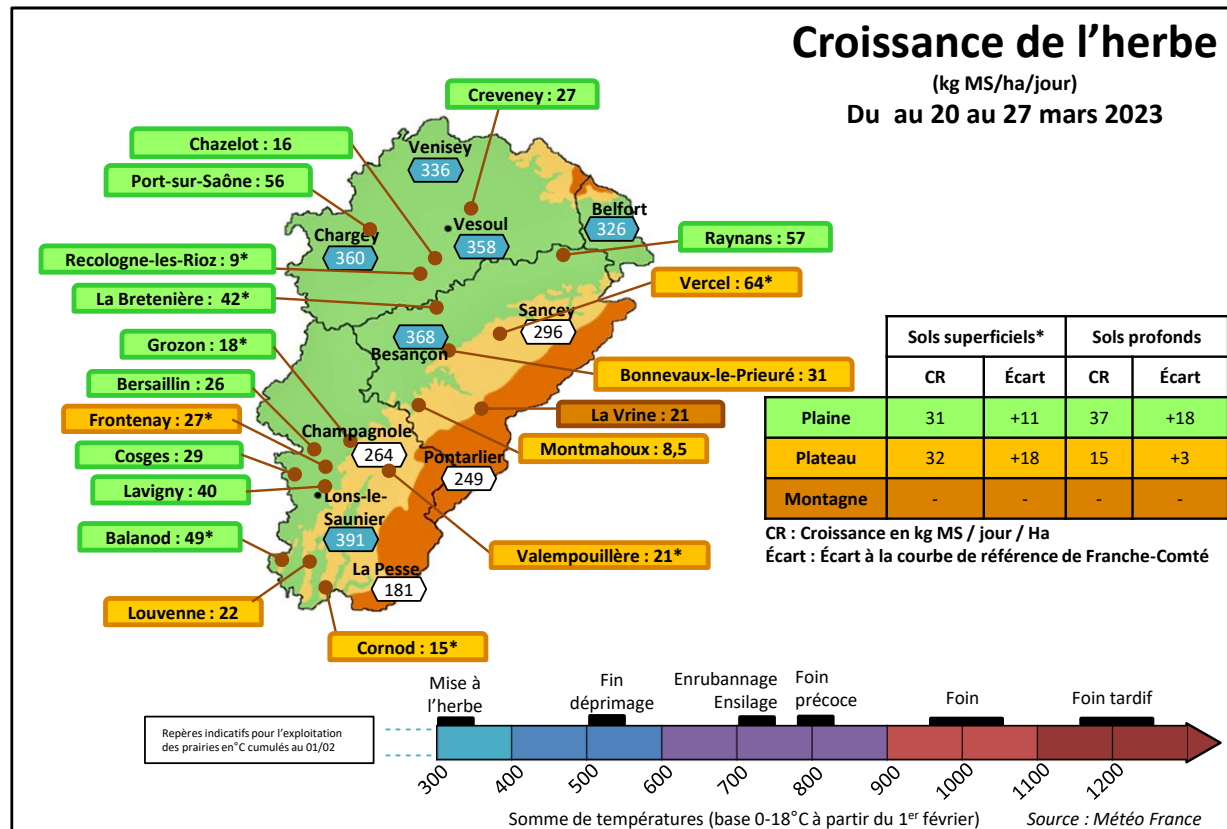 Croissance de l’herbe
(kg MS/ha/jour)
Du  au 20 au 27 mars 2023
Creveney : 27
Chazelot : 16
Venisey
336
Port-sur-Saône : 56
Belfort
326
Vesoul
358
Chargey
360
Raynans : 57
Recologne-les-Rioz : 9*
Vercel : 64*
La Bretenière : 42*
Sancey
296
368
Besançon
Grozon : 18*
Bonnevaux-le-Prieuré : 31
Bersaillin : 26
La Vrine : 21
Frontenay : 27*
Champagnole
264
Montmahoux : 8,5
Cosges : 29
Pontarlier
249
Lavigny : 40
Lons-le-
Saunier
391
Balanod : 49*
Valempouillère : 21*
La Pesse
181
Louvenne : 22
Cornod : 15*
Sols superficiels* Sols profonds
CR Écart CR Écart
Plaine 31 +11 37 +18
Plateau 32 +18 15 +3
Montagne - - - -
CR : Croissance en kg MS / jour / Ha
Écart : Écart à la courbe de référence de Franche-Comté
Mise à
l’herbe
Fin
déprimage
Enrubannage
Ensilage
Foin
précoce
Foin
Foin tardif
Repères indicatifs pour l’exploitation
des prairies en°C cumulés au 01/02
300 400 500 600 700 800 900 1000 1100 1200
Somme de températures (base 0-18°C à partir du 1er février)
Source : Météo France